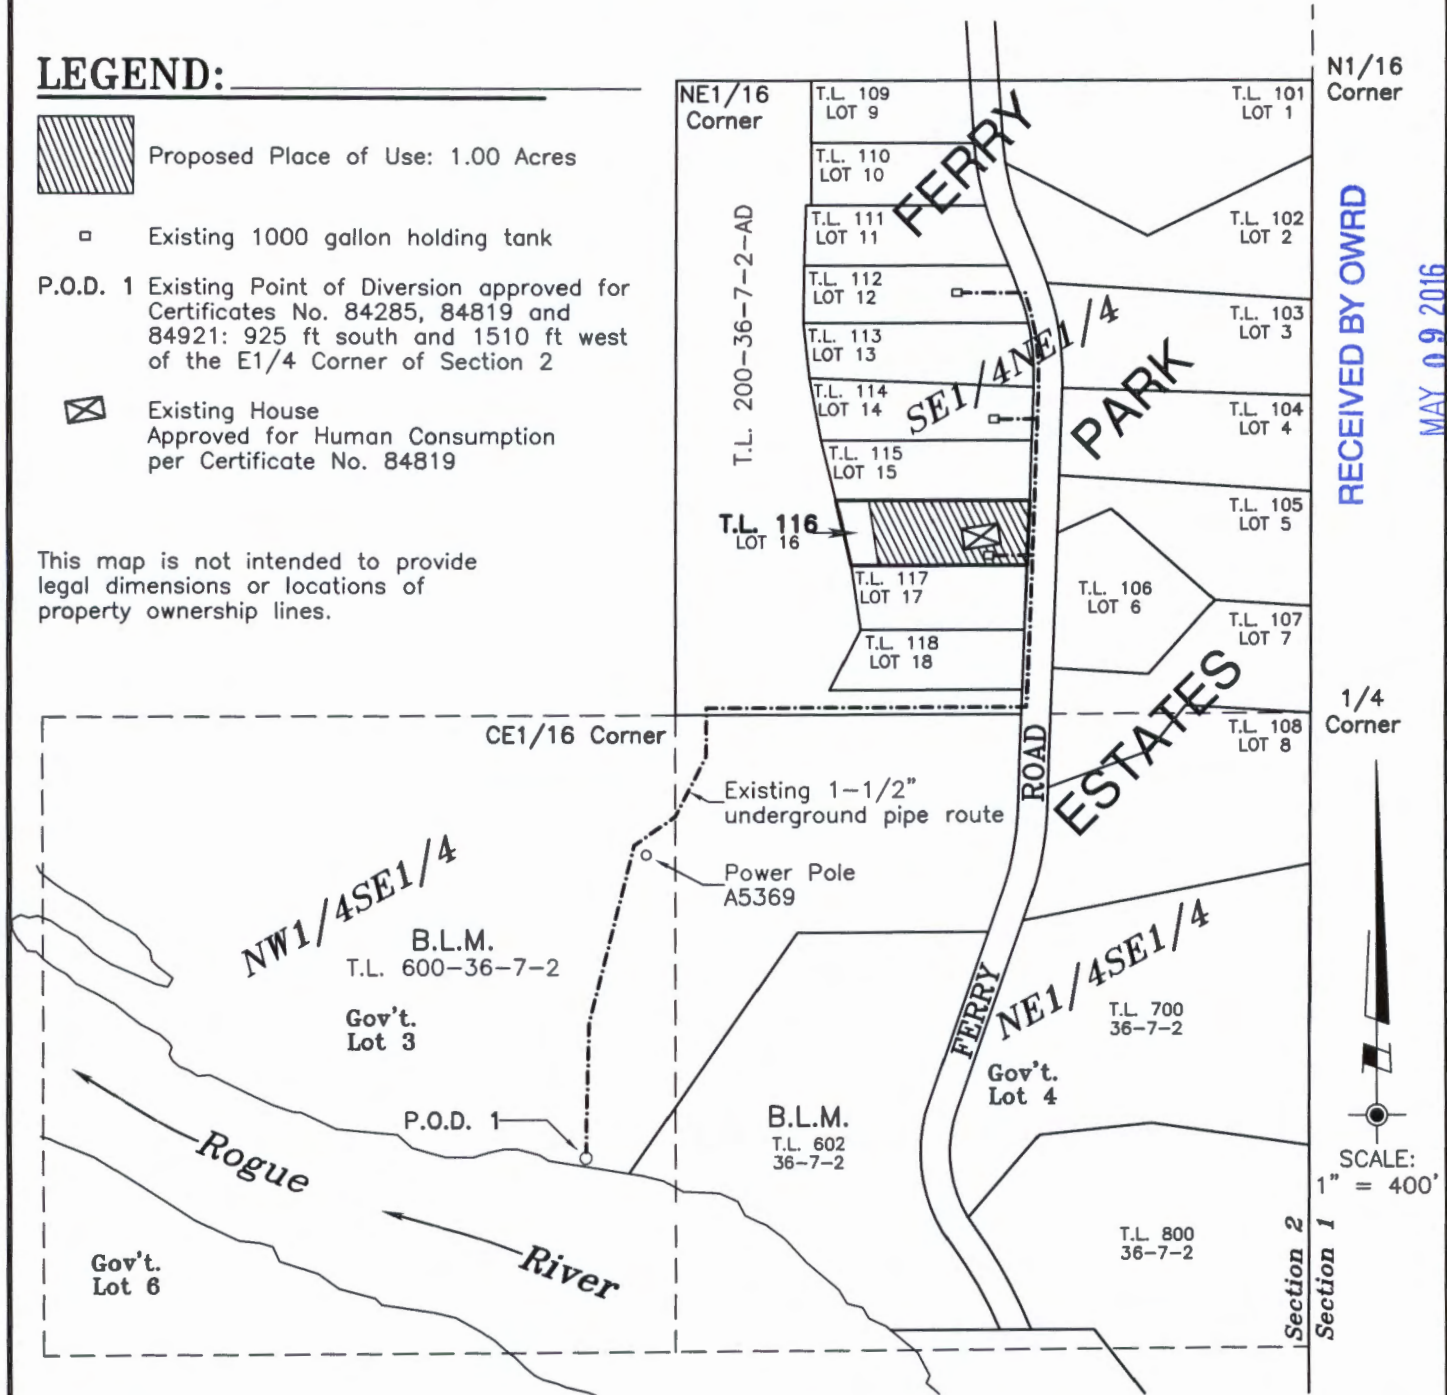 LEGEND:
Proposed Place of Use: 1.00 Acres
Existing 1000 gallon holding tank
P.O.D. 1 Existing Point of Diversion approved for
Certificates No. 84285, 84819 and
84921: 925 ft south and 1510 ft west
of the E1/4 Corner of Section 2
Existing House
Approved for Human Consumption
per Certificate No. 84819
This map is not intended to provide
legal dimensions or locations of
property ownership lines.
NE1/16
Corner
N1/16
Corner
T.L. 109
LOT 9
T.L. 101
LOT 1
T.L. 110
LOT 10
T.L. 111
LOT 11
T.L. 102
LOT 2
T.L. 112
LOT 12
T.L. 103
LOT 3
T.L. 113
LOT 13
T.L. 114
LOT 14
T.L. 104
LOT 4
T.L. 115
LOT 15
T.L. 116
LOT 16
T.L. 105
LOT 5
T.L. 117
LOT 17
T.L. 106
LOT 6
T.L. 107
LOT 7
T.L. 118
LOT 18
T.L. 108
LOT 8
T.L. 200-36-7-2-AD
SE1/4NE1/4
FERRY
PARK
ESTATES
RECEIVED BY OWRD
MAY 09 2016
1/4
Corner
CE1/16 Corner
ROAD
Existing 1-1/2"
underground pipe route
Power Pole
A5369
NW1/4SE1/4
B.L.M.
T.L. 600-36-7-2
Gov't.
Lot 3
FERRY
NE1/4SE1/4
T.L. 700
36-7-2
Gov't.
Lot 4
P.O.D. 1
B.L.M.
T.L. 602
36-7-2
Rogue
River
Gov't.
Lot 6
T.L. 800
36-7-2
SCALE:
1" = 400'
Section 2
Section 1